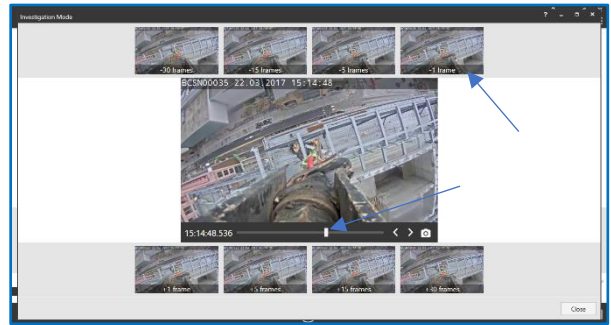 Investigation Mode
-30 frames
-15 frames
-5 frames
-1 frame
BCSN00035 22.03.2017 15:14:48
15:14:48.536
+1 frame
+5 frames
+15 frames
+30 frames
Close